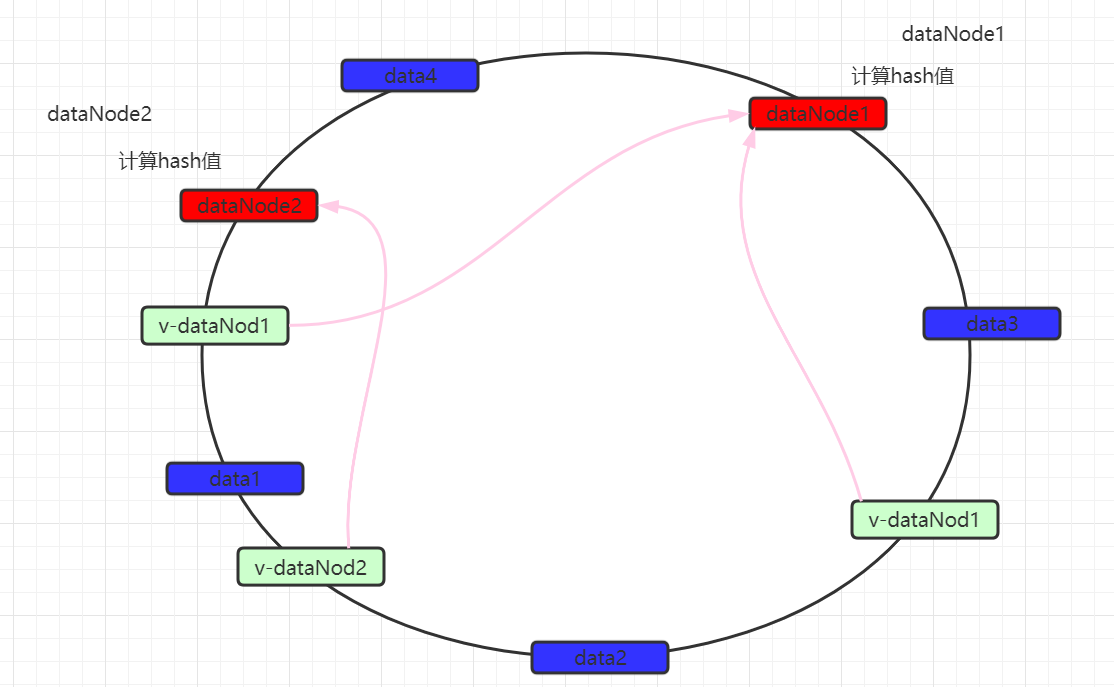 dataNode1
计算hash值
data4
dataNode1
dataNode2
计算hash值
dataNode2
v-dataNod1
data3
data1
v-dataNod1
v-dataNod2
data2